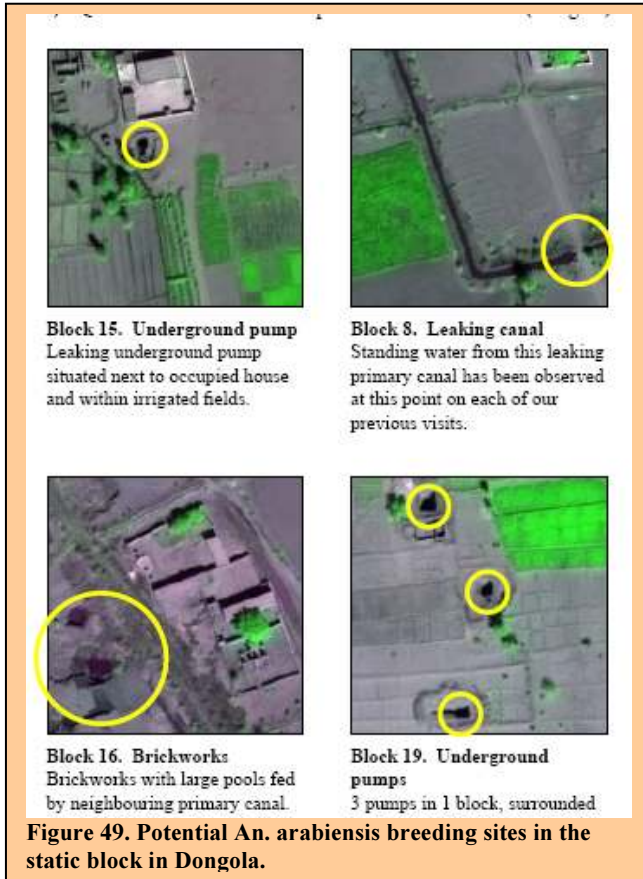 Block 15. Underground pump
Leaking underground pump
situated next to occupied house
and within irrigated fields.
Block 8. Leaking canal
Standing water from this leaking
primary canal has been observed
at this point on each of our
previous visits.
Block 16. Brickworks
Brickworks with large pools fed
by neighbouring primary canal.
Block 19. Underground
pumps
3 pumps in 1 block, surrounded
Figure 49. Potential An. arabiensis breeding sites in the
static block in Dongola.